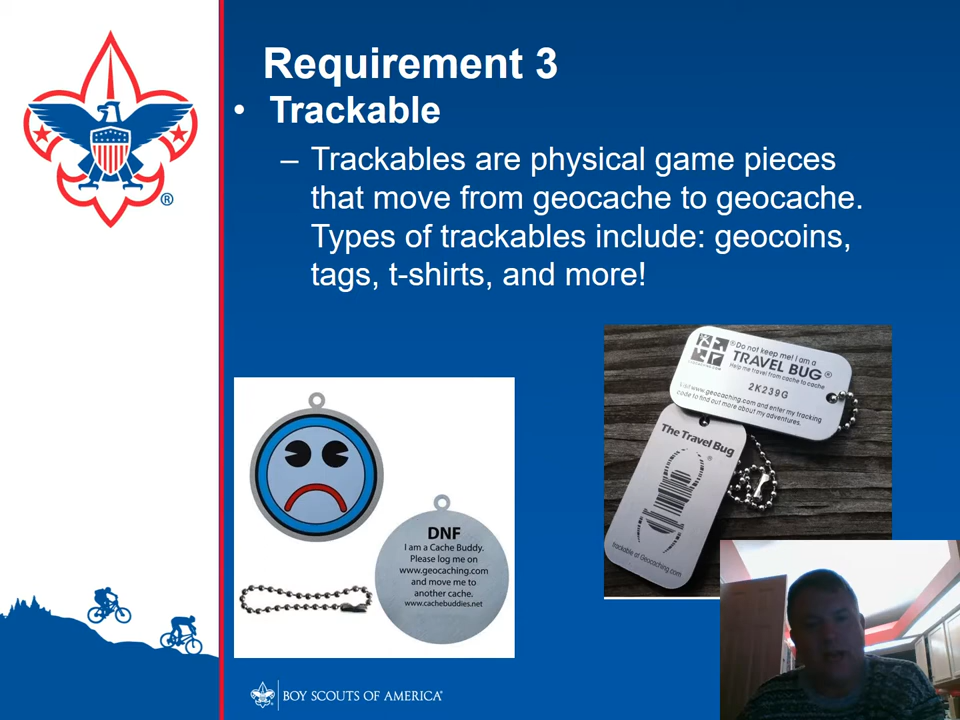 Requirement 3
• Trackable
– Trackables are physical game pieces
that move from geocache to geocache.
Types of trackables include: geocoins,
tags, t-shirts, and more!
®
DNF
I am a Cache Buddy.
Please log me on
www.geocaching.com
and move me to
another cache.
www.cachebuddies.net
Do not keep me! I am a
TRAVEL BUG®
Help me travel from cache to cache
2K239G
Visit www.geocaching.com and enter my tracking
code to find out more about my adventures.
The Travel Bug
®
trackable at Geocaching.com
BOY SCOUTS OF AMERICA®